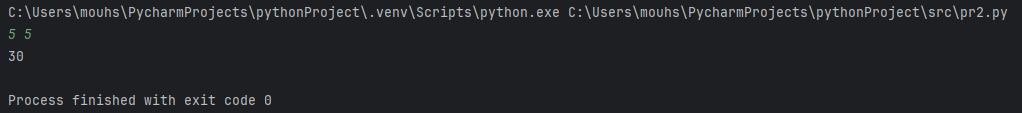 C:\Users\mouhs\PycharmProjects\pythonProject\.venv\Scripts\python.exe C:\Users\mouhs\PycharmProjects\pythonProject\src\pr2.py
5 5
30
Process finished with exit code 0